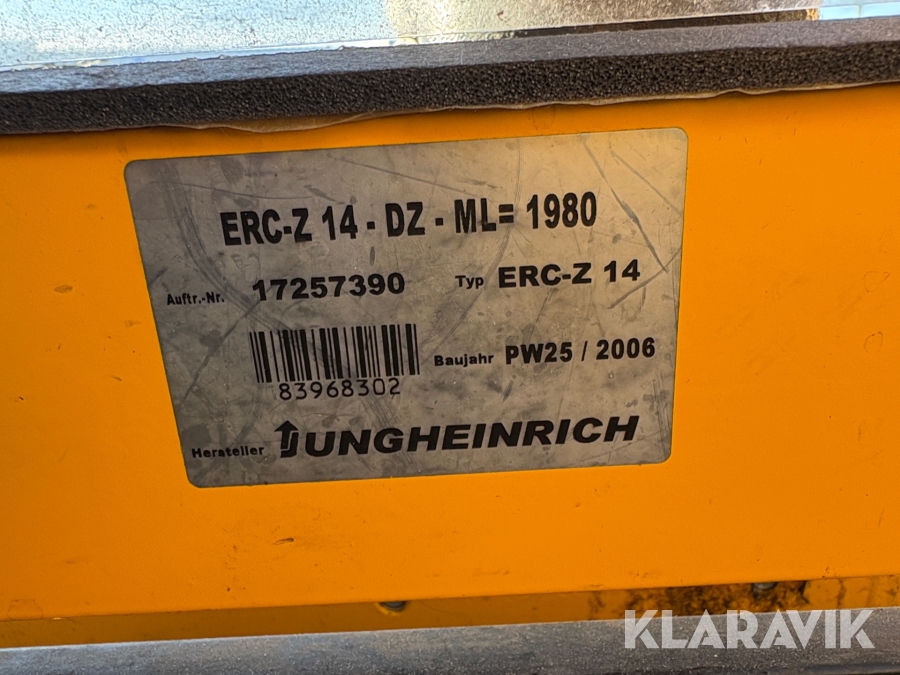 ERC-Z 14 - DZ - ML= 1980
Auftr.-Nr. 17257390 Typ ERC-Z 14
83968302 Baujahr PW25 / 2006
Hersteller JUNGHEINRICH
KLARAVIK